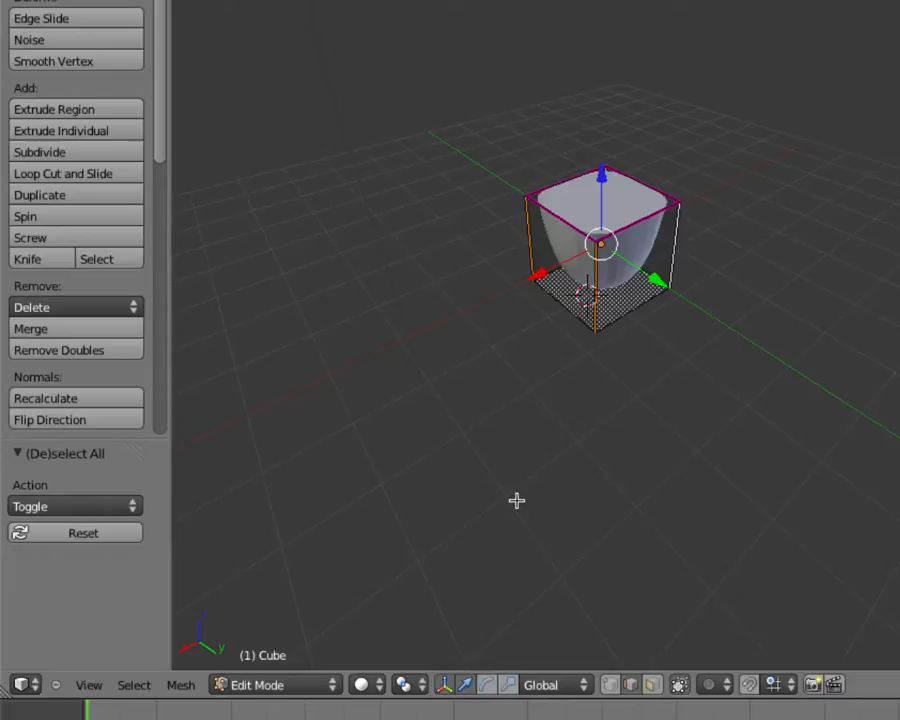 Edge Slide
Noise
Smooth Vertex
Add:
Extrude Region
Extrude Individual
Subdivide
Loop Cut and Slide
Duplicate
Spin
Screw
Knife Select
Remove:
Delete
Merge
Remove Doubles
Normals:
Recalculate
Flip Direction
(De)select All
Action
Toggle
Reset
y
(1) Cube
View Select Mesh Edit Mode Global